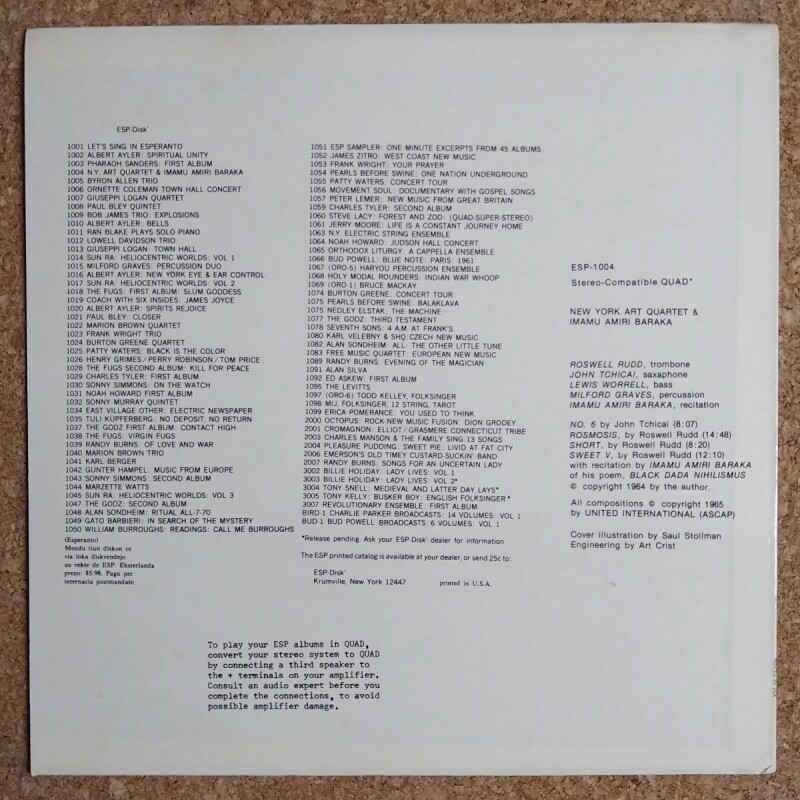 ESP-Disk'
1001 LET'S SING IN ESPERANTO
1002 ALBERT AYLER: SPIRITUAL UNITY
1003 PHARAOH SANDERS: FIRST ALBUM
1004 N.Y. ART QUARTET & IMAMU AMIRI BARAKA
1005 BYRON ALLEN TRIO
1006 ORNETTE COLEMAN TOWN HALL CONCERT
1007 GIUSEPPI LOGAN QUARTET
1008 PAUL BLEY QUINTET
1009 BOB JAMES TRIO: EXPLOSIONS
1010 ALBERT AYLER: BELLS
1011 RAN BLAKE PLAYS SOLO PIANO
1012 LOWELL DAVIDSON TRIO
1013 GIUSEPPI LOGAN: TOWN HALL
1014 SUN RA: HELIOCENTRIC WORLDS: VOL 1
1015 MILFORD GRAVES: PERCUSSION DUO
1016 ALBERT AYLER: NEW YORK EYE & EAR CONTROL
1017 SUN RA: HELIOCENTRIC WORLDS: VOL 2
1018 THE FUGS: FIRST ALBUM: SLUM GODDESS
1019 COACH WITH SIX INSIDES: JAMES JOYCE
1020 ALBERT AYLER: SPIRITS REJOICE
1021 PAUL BLEY: CLOSER
1022 MARION BROWN QUARTET
1023 FRANK WRIGHT TRIO
1024 BURTON GREENE QUARTET
1025 PATTY WATERS: BLACK IS THE COLOR
1026 HENRY GRIMES / PERRY ROBINSON / TOM PRICE
1028 THE FUGS SECOND ALBUM: KILL FOR PEACE
1029 CHARLES TYLER: FIRST ALBUM
1030 SONNY SIMMONS: ON THE WATCH
1031 NOAH HOWARD FIRST ALBUM
1032 SONNY MURRAY QUINTET
1034 EAST VILLAGE OTHER: ELECTRIC NEWSPAPER
1035 TULI KUPFERBERG: NO DEPOSIT, NO RETURN
1037 THE GODZ FIRST ALBUM: CONTACT HIGH
1038 THE FUGS: VIRGIN FUGS
1039 RANDY BURNS: OF LOVE AND WAR
1040 MARION BROWN TRIO
1041 KARL BERGER
1042 GUNTER HAMPEL: MUSIC FROM EUROPE
1043 SONNY SIMMONS: SECOND ALBUM
1044 MARZETTE WATTS
1045 SUN RA: HELIOCENTRIC WORLDS: VOL 3
1047 THE GODZ: SECOND ALBUM
1048 ALAN SONDHEIM: RITUAL ALL-7-70
1049 GATO BARBIERI: IN SEARCH OF THE MYSTERY
1050 WILLIAM BURROUGHS: READINGS: CALL ME BURROUGHS
(Esperanto)
Mendu tiun diskon ce
via loka diskvendejo
au rekte de ESP. Eksterlanda
prezo: $5.98. Pagu per
internacia postmandato
1051 ESP SAMPLER: ONE MINUTE EXCERPTS FROM 45 ALBUMS
1052 JAMES ZITRO: WEST COAST NEW MUSIC
1053 FRANK WRIGHT: YOUR PRAYER
1054 PEARLS BEFORE SWINE: ONE NATION UNDERGROUND
1055 PATTY WATERS: CONCERT TOUR
1056 MOVEMENT SOUL: DOCUMENTARY WITH GOSPEL SONGS
1057 PETER LEMER: NEW MUSIC FROM GREAT BRITAIN
1059 CHARLES TYLER: SECOND ALBUM
1060 STEVE LACY: FOREST AND ZOO: (QUAD-SUPER-STEREO)
1061 JERRY MOORE: LIFE IS A CONSTANT JOURNEY HOME
1063 N.Y. ELECTRIC STRING ENSEMBLE
1064 NOAH HOWARD: JUDSON HALL CONCERT
1065 ORTHODOX LITURGY: A CAPPELLA ENSEMBLE
1066 BUD POWELL: BLUE NOTE: PARIS: 1961
1067 (ORO-5) HARYOU PERCUSSION ENSEMBLE
1068 HOLY MODAL ROUNDERS: INDIAN WAR WHOOP
1069 (ORO-1) BRUCE MACKAY
1074 BURTON GREENE: CONCERT TOUR
1075 PEARLS BEFORE SWINE: BALAKLAVA
1075 NEDLEY ELSTAK: THE MACHINE
1077 THE GODZ: THIRD TESTAMENT
1078 SEVENTH SONS: 4 A.M. AT FRANK'S
1080 KARL VELEBNY & SHQ: CZECH NEW MUSIC
1082 ALAN SONDHEIM: ALL: THE OTHER LITTLE TUNE
1083 FREE MUSIC QUARTET: EUROPEAN NEW MUSIC
1089 RANDY BURNS: EVENING OF THE MAGICIAN
1091 ALAN SILVA
1092 ED ASKEW: FIRST ALBUM
1095 THE LEVITTS
1097 (ORO-6) TODD KELLEY, FOLKSINGER
1098 MIJ, FOLKSINGER, 12 STRING, TAROT
1099 ERICA POMERANCE: YOU USED TO THINK
2000 OCTOPUS: ROCK-NEW MUSIC FUSION: DION GRODEY
2001 CROMAGNON: ELLIOT / GRASMERE CONNECTICUT TRIBE
2003 CHARLES MANSON & THE FAMILY SING 13 SONGS
2004 PLEASURE PUDDING: SWEET PIE: LIVID AT FAT CITY
2006 EMERSON'S OLD TIMEY CUSTARD-SUCKIN' BAND
2007 RANDY BURNS: SONGS FOR AN UNCERTAIN LADY
3002 BILLIE HOLIDAY: LADY LIVES: VOL 1
3003 BILLIE HOLIDAY: LADY LIVES: VOL 2*
3004 TONY SNELL: MEDIEVAL AND LATTER DAY LAYS*
3005 TONY KELLY: BUSKER BOY: ENGLISH FOLKSINGER*
3007 REVOLUTIONARY ENSEMBLE: FIRST ALBUM
BIRD-1 CHARLIE PARKER BROADCASTS: 14 VOLUMES: VOL 1
BUD-1 BUD POWELL BROADCASTS: 6 VOLUMES: VOL 1
*Release pending. Ask your ESP-Disk' dealer for information
The ESP printed catalog is available at your dealer, or send 25c to:
ESP-Disk'
Krumville, New York 12447 printed in U.S.A.
ESP-1004
Stereo-Compatible QUAD*
NEW YORK ART QUARTET &
IMAMU AMIRI BARAKA
ROSWELL RUDD, trombone
JOHN TCHICAI, saxaphone
LEWIS WORRELL, bass
MILFORD GRAVES, percussion
IMAMU AMIRI BARAKA, recitation
NO. 6 by John Tchicai (8:07)
ROSMOSIS, by Roswell Rudd (14:48)
SHORT, by Roswell Rudd (8:20)
SWEET V, by Roswell Rudd (12:10)
with recitation by IMAMU AMIRI BARAKA
of his poem, BLACK DADA NIHILISMUS
© copyright 1964 by the author.
All compositions © copyright 1965
by UNITED INTERNATIONAL (ASCAP)
Cover illustration by Saul Stollman
Engineering by Art Crist
To play your ESP albums in QUAD,
convert your stereo system to QUAD
by connecting a third speaker to
the + terminals on your amplifier.
Consult an audio expert before you
complete the connections, to avoid
possible amplifier damage.